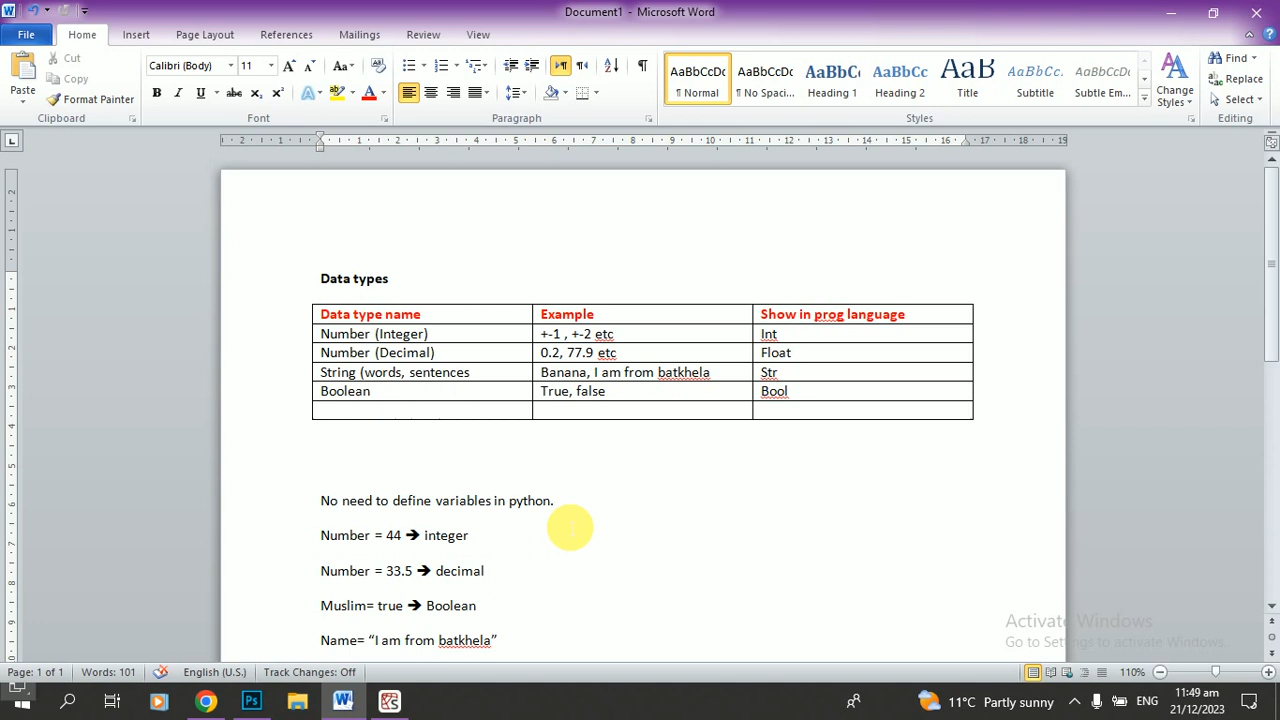 Document1 - Microsoft Word
File Home Insert Page Layout References Mailings Review View
Paste
Cut
Copy
Format Painter
Clipboard
Calibri (Body) 11
Font
Paragraph
AaBbCcDc AaBbCcDc AaBbCc AaBbCc AaB AaBbCc. AaBbCcDc
¶ Normal ¶ No Spaci... Heading 1 Heading 2 Title Subtitle Subtle Em...
Change Styles
Styles
Find
Replace
Select
Editing
Data types
Data type name Example Show in prog language
Number (Integer) +-1 , +-2 etc Int
Number (Decimal) 0.2, 77.9 etc Float
String (words, sentences Banana, I am from batkhela Str
Boolean True, false Bool
No need to define variables in python.
Number = 44 🡺 integer
Number = 33.5 🡺 decimal
Muslim= true 🡺 Boolean
Name= “I am from batkhela”
Activate Windows
Go to Settings to activate Windows.
Page: 1 of 1 Words: 101 English (U.S.) Track Changes: Off 110%
11°C Partly sunny ENG 11:49 am
21/12/2023